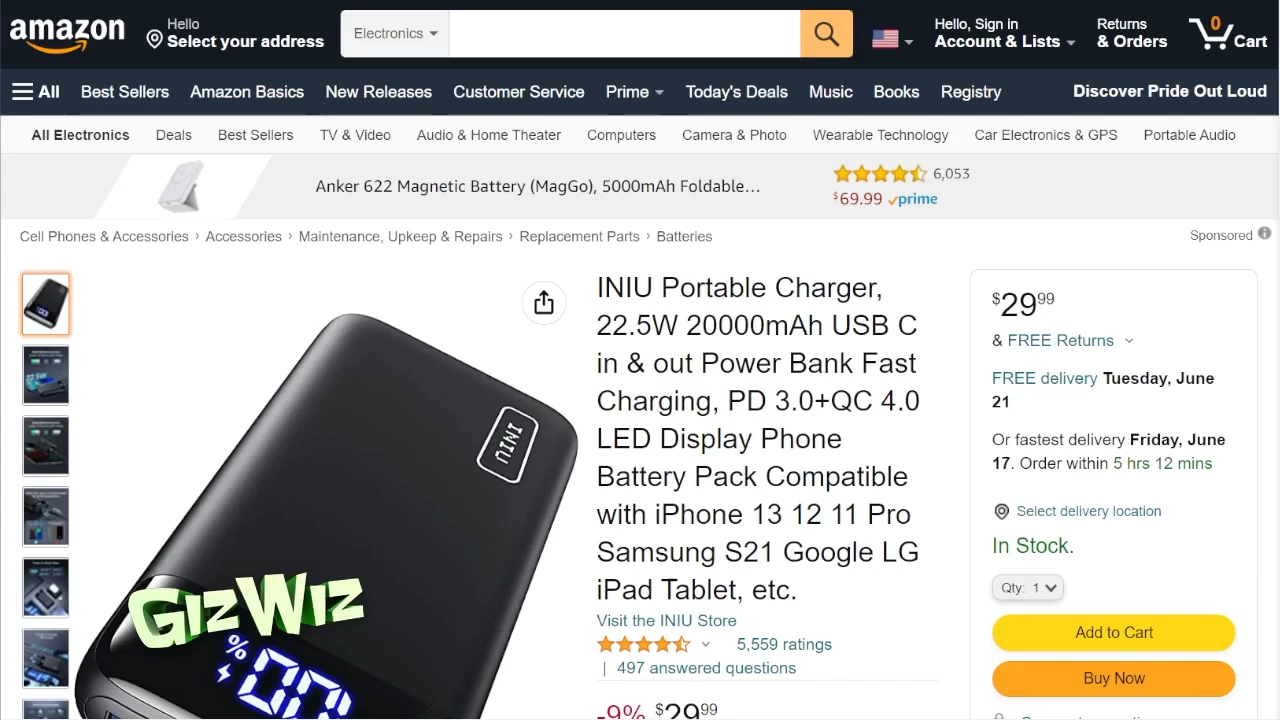 amazon
Hello
Select your address
Electronics
Hello, Sign in
Account & Lists
Returns
& Orders
0
Cart
All
Best Sellers
Amazon Basics
New Releases
Customer Service
Prime
Today's Deals
Music
Books
Registry
Discover Pride Out Loud
All Electronics
Deals
Best Sellers
TV & Video
Audio & Home Theater
Computers
Camera & Photo
Wearable Technology
Car Electronics & GPS
Portable Audio
Anker 622 Magnetic Battery (MagGo), 5000mAh Foldable...
6,053
$69.99 prime
Cell Phones & Accessories › Accessories › Maintenance, Upkeep & Repairs › Replacement Parts › Batteries
Sponsored
INIU
GizWiz
%
INIU Portable Charger,
22.5W 20000mAh USB C
in & out Power Bank Fast
Charging, PD 3.0+QC 4.0
LED Display Phone
Battery Pack Compatible
with iPhone 13 12 11 Pro
Samsung S21 Google LG
iPad Tablet, etc.
Visit the INIU Store
5,559 ratings
| 497 answered questions
-9% $2999
$2999
& FREE Returns
FREE delivery Tuesday, June
21
Or fastest delivery Friday, June
17. Order within 5 hrs 12 mins
Select delivery location
In Stock.
Qty: 1
Add to Cart
Buy Now